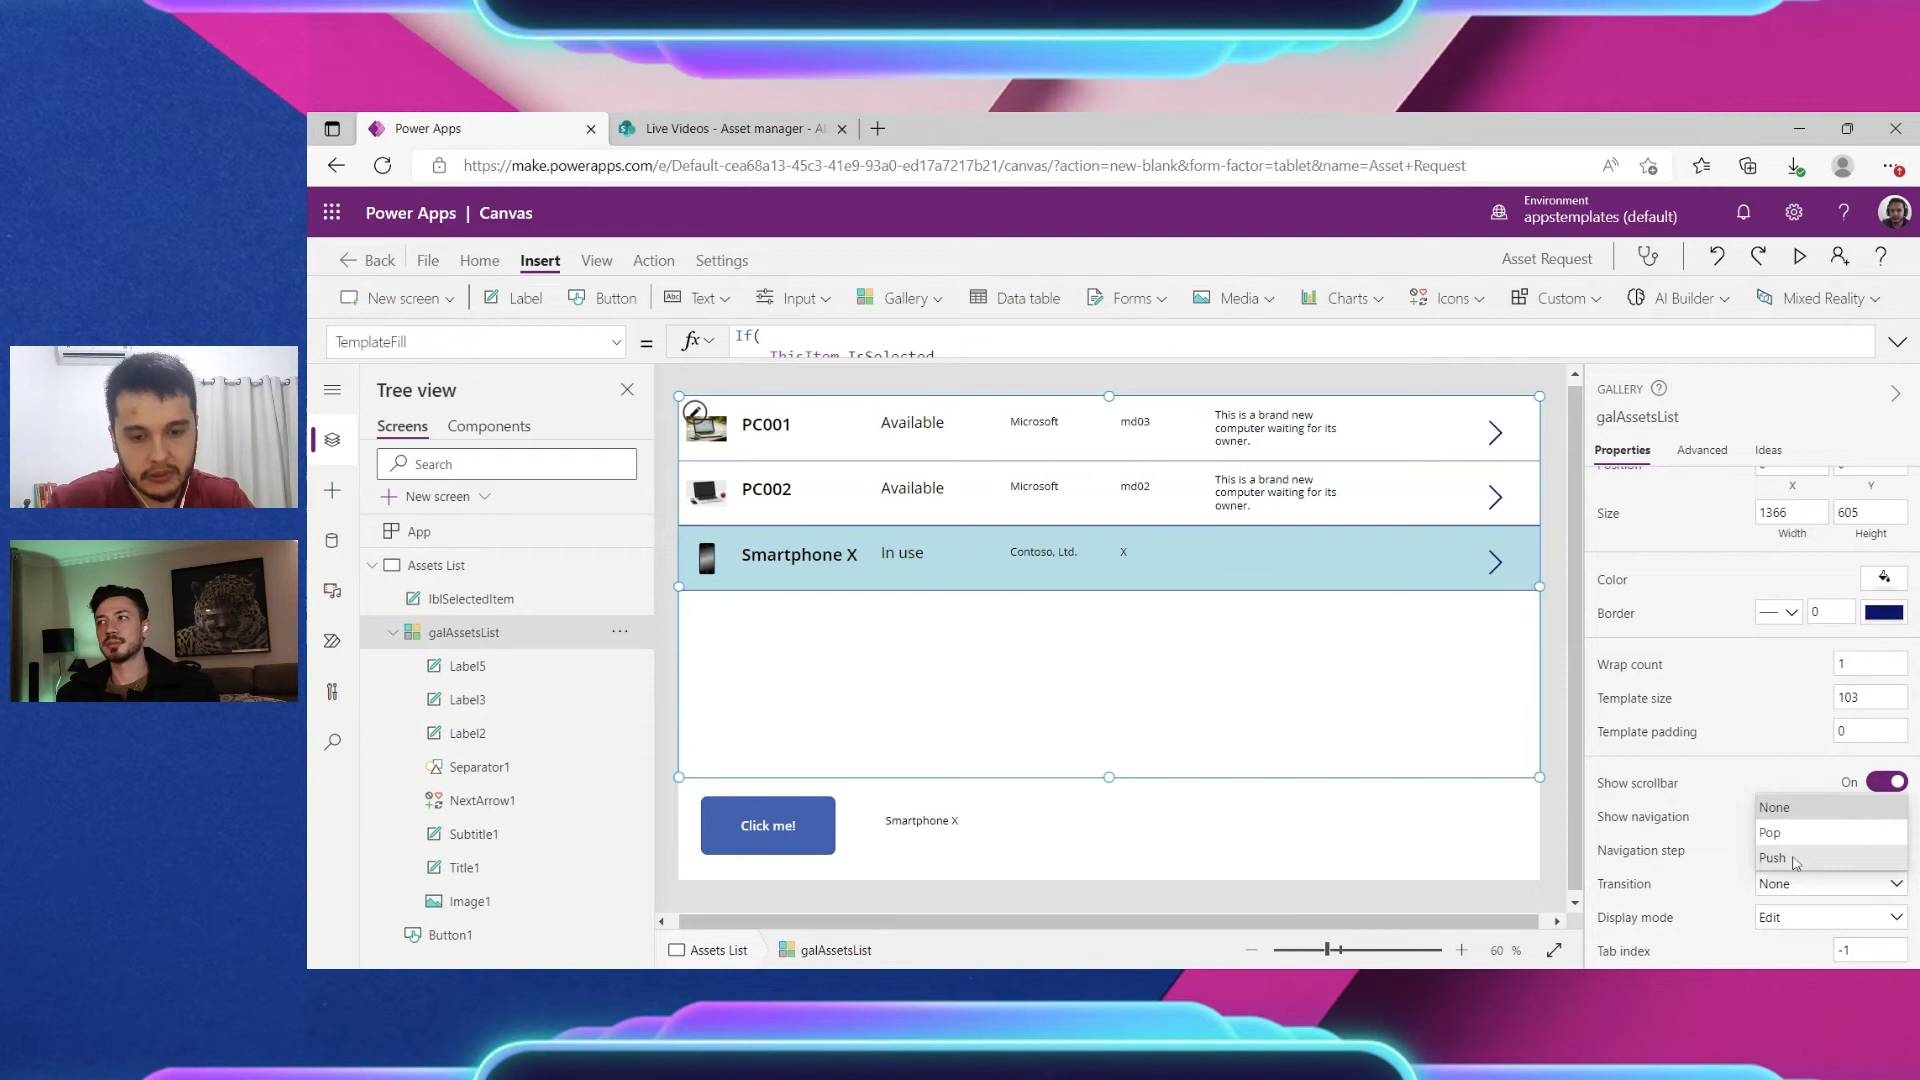 Power Apps
Live Videos - Asset manager - Al
https://make.powerapps.com/e/Default-cea68a13-45c3-41e9-93a0-ed17a7217b21/canvas/?action=new-blank&form-factor=tablet&name=Asset+Request
Power Apps | Canvas
Environment
appstemplates (default)
Back File Home Insert View Action Settings
Asset Request
New screen Label Button Text Input Gallery Data table Forms Media Charts Icons Custom AI Builder Mixed Reality
TemplateFill = fx If(
ThisItem.IsSelected
Tree view
Screens Components
Search
New screen
App
Assets List
lblSelectedItem
galAssetsList
Label5
Label3
Label2
Separator1
NextArrow1
Subtitle1
Title1
Image1
Button1
PC001 Available Microsoft md03 This is a brand new
computer waiting for its
owner.
PC002 Available Microsoft md02 This is a brand new
computer waiting for its
owner.
Smartphone X In use Contoso, Ltd. X
Click me! Smartphone X
Assets List galAssetsList
60 %
GALLERY
galAssetsList
Properties Advanced Ideas
X Y
Size 1366 605
Width Height
Color
Border 0
Wrap count 1
Template size 103
Template padding 0
Show scrollbar On
Show navigation
Navigation step
None
Pop
Push
Transition None
Display mode Edit
Tab index -1